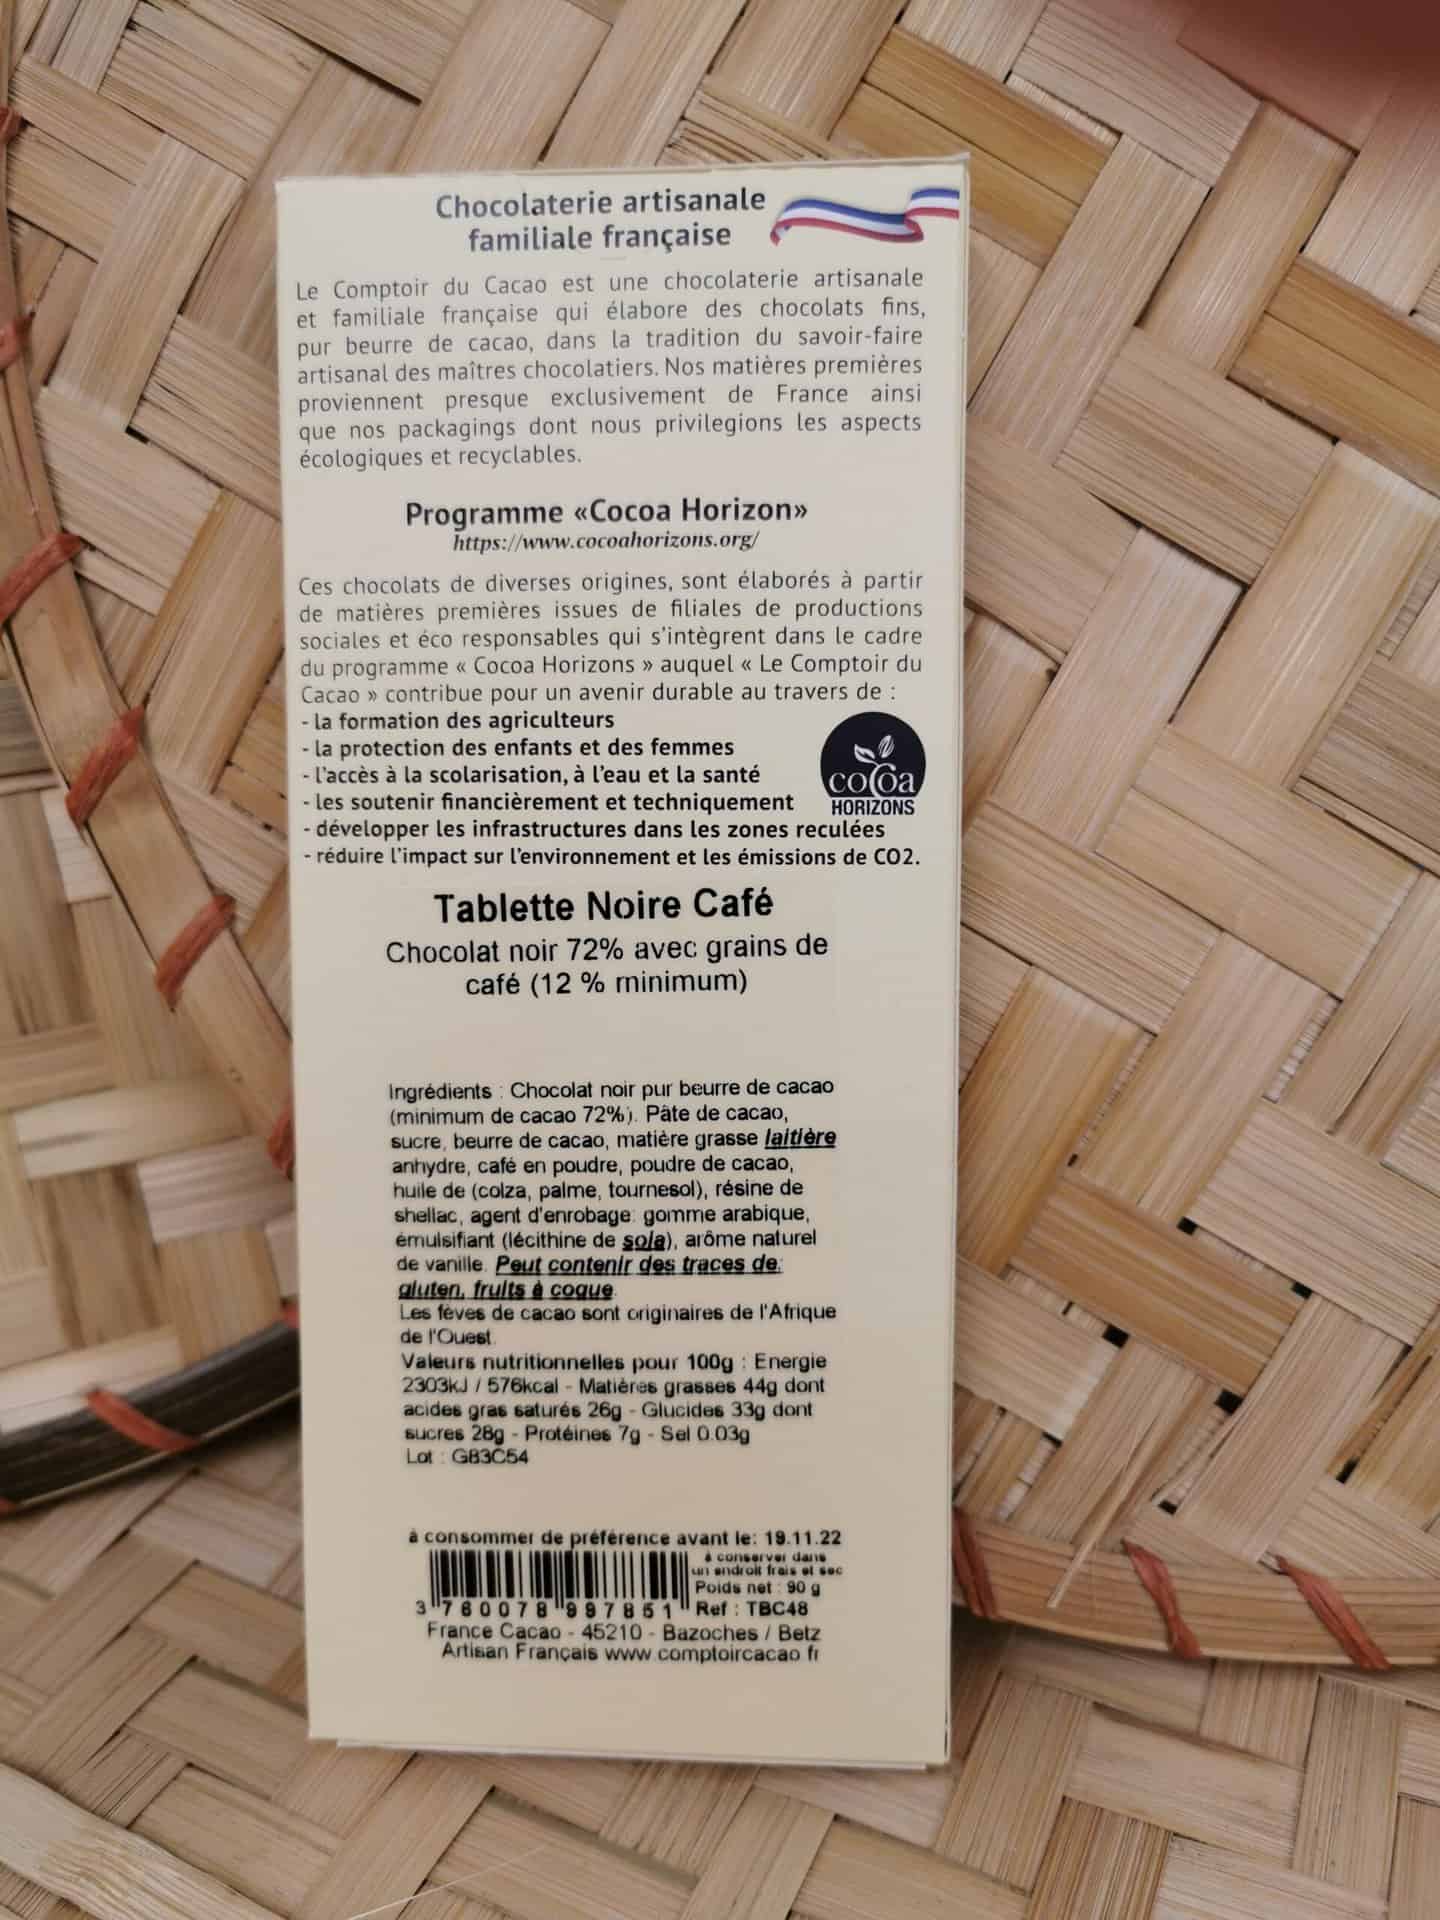 Chocolaterie artisanale
familiale française
Le Comptoir du Cacao est une chocolaterie artisanale
et familiale française qui élabore des chocolats fins,
pur beurre de cacao, dans la tradition du savoir-faire
artisanal des maîtres chocolatiers. Nos matières premières
proviennent presque exclusivement de France ainsi
que nos packagings dont nous privilegions les aspects
écologiques et recyclables.
Programme «Cocoa Horizon»
https://www.cocoahorizons.org/
Ces chocolats de diverses origines, sont élaborés à partir
de matières premières issues de filiales de productions
sociales et éco responsables qui s'intègrent dans le cadre
du programme « Cocoa Horizons » auquel « Le Comptoir du
Cacao » contribue pour un avenir durable au travers de :
- la formation des agriculteurs
- la protection des enfants et des femmes
- l'accès à la scolarisation, à l'eau et la santé
- les soutenir financièrement et techniquement
cocoa
HORIZONS
- développer les infrastructures dans les zones reculées
- réduire l'impact sur l'environnement et les émissions de CO2.
Tablette Noire Café
Chocolat noir 72% avec grains de
café (12 % minimum)
Ingrédients : Chocolat noir pur beurre de cacao
(minimum de cacao 72%). Pâte de cacao,
sucre, beurre de cacao, matière grasse laitière
anhydre, café en poudre, poudre de cacao,
huile de (colza, palme, tournesol), résine de
shellac, agent d'enrobage: gomme arabique,
émulsifiant (lécithine de soja), arôme naturel
de vanille. Peut contenir des traces de:
gluten, fruits à coque.
Les fèves de cacao sont originaires de l'Afrique
de l'Ouest.
Valeurs nutritionnelles pour 100g : Energie
2303kJ / 576kcal - Matières grasses 44g dont
acides gras saturés 26g - Glucides 33g dont
sucres 28g - Protéines 7g - Sel 0.03g
Lot : G83C54
à consommer de préférence avant le: 19.11.22
à conserver dans
un endroit frais et sec
Poids net : 90 g
3 760078 997851 Ref : TBC48
France Cacao - 45210 - Bazoches / Betz
Artisan Français www.comptoircacao.fr